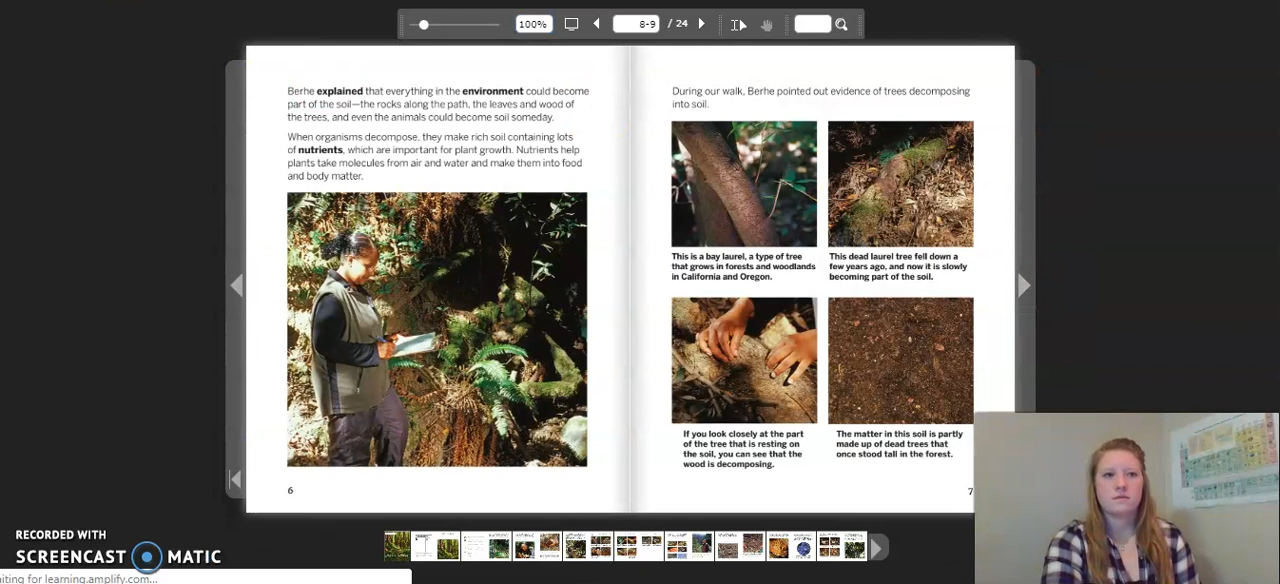 100%
8-9 / 24
Berhe explained that everything in the environment could become
part of the soil—the rocks along the path, the leaves and wood of
the trees, and even the animals could become soil someday.
When organisms decompose, they make rich soil containing lots
of nutrients, which are important for plant growth. Nutrients help
plants take molecules from air and water and make them into food
and body matter.
6
During our walk, Berhe pointed out evidence of trees decomposing
into soil.
This is a bay laurel, a type of tree
that grows in forests and woodlands
in California and Oregon.
This dead laurel tree fell down a
few years ago, and now it is slowly
becoming part of the soil.
If you look closely at the part
of the tree that is resting on
the soil, you can see that the
wood is decomposing.
The matter in this soil is partly
made up of dead trees that
once stood tall in the forest.
7
RECORDED WITH
SCREENCAST MATIC
iting for learning.amplify.com...